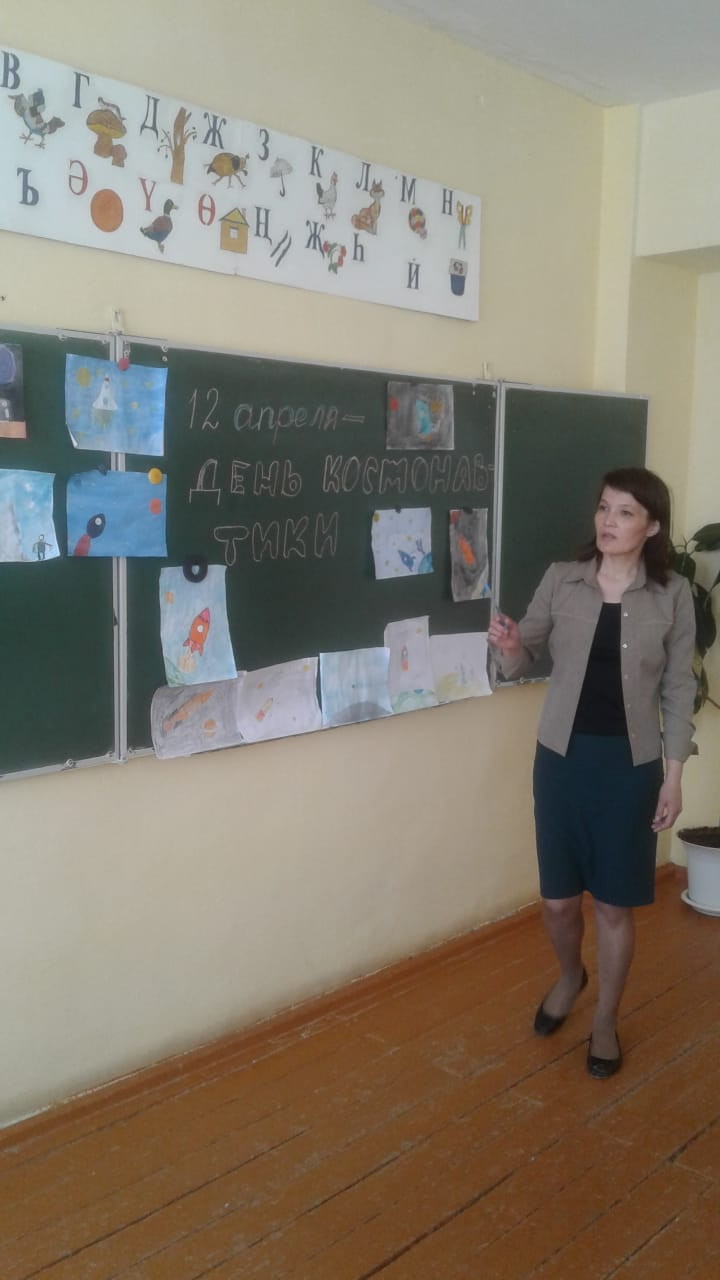 В Г Д Ж З К Л М Н
Ъ Ә Ү Ө Ң Җ Һ Й
12 апреля—
ДЕНЬ КОСМОНАВ-
ТИКИ